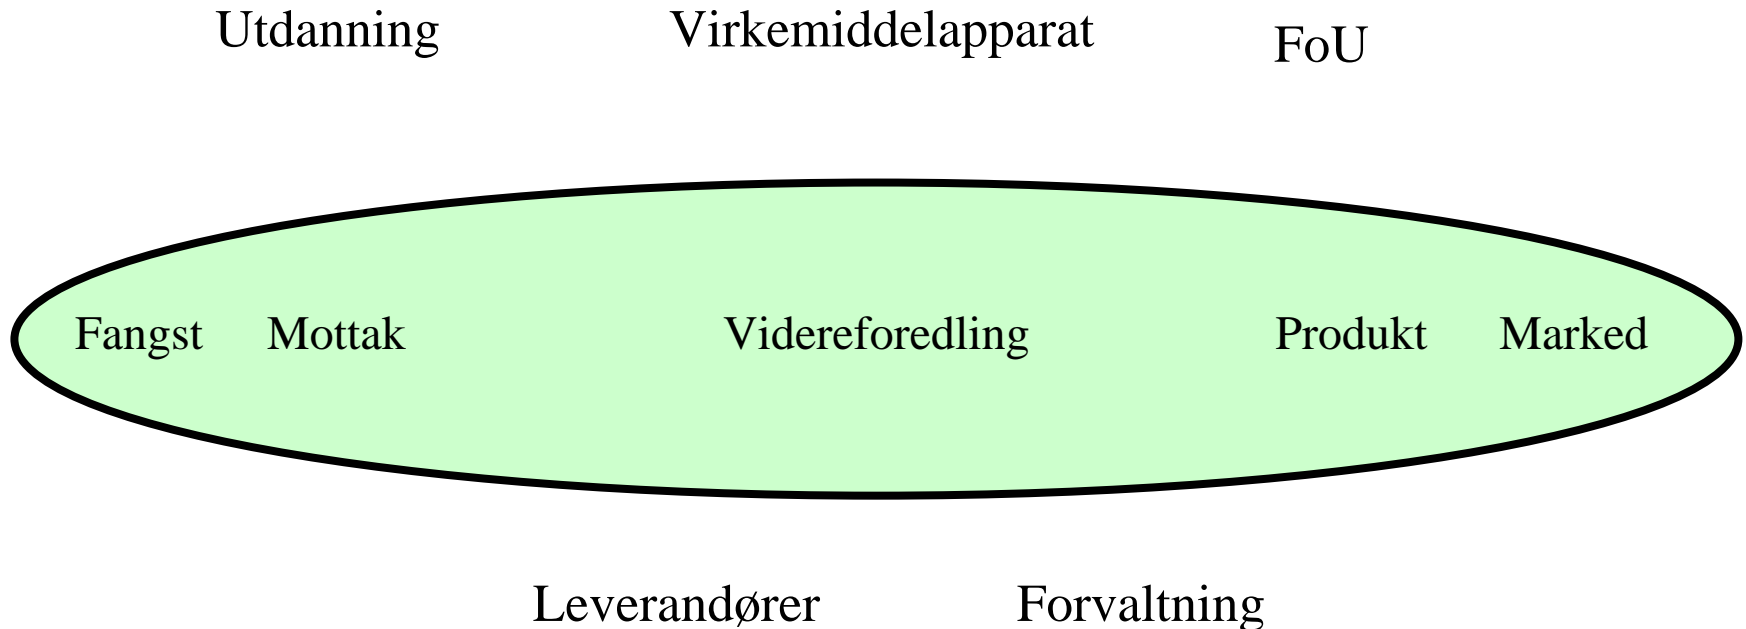 Utdanning Virkemiddelapparat FoU
Fangst Mottak Videreforedling Produkt Marked
Leverandører Forvaltning